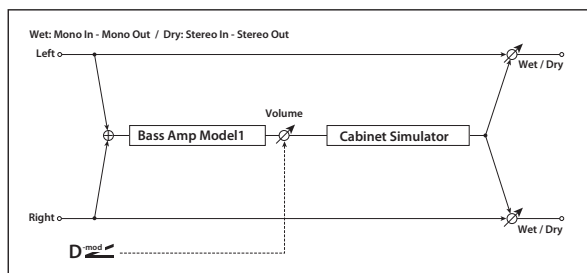 Wet: Mono In - Mono Out / Dry: Stereo In - Stereo Out
Left
Wet / Dry
Volume
Bass Amp Model1
Cabinet Simulator
Right
Wet / Dry
D-mod